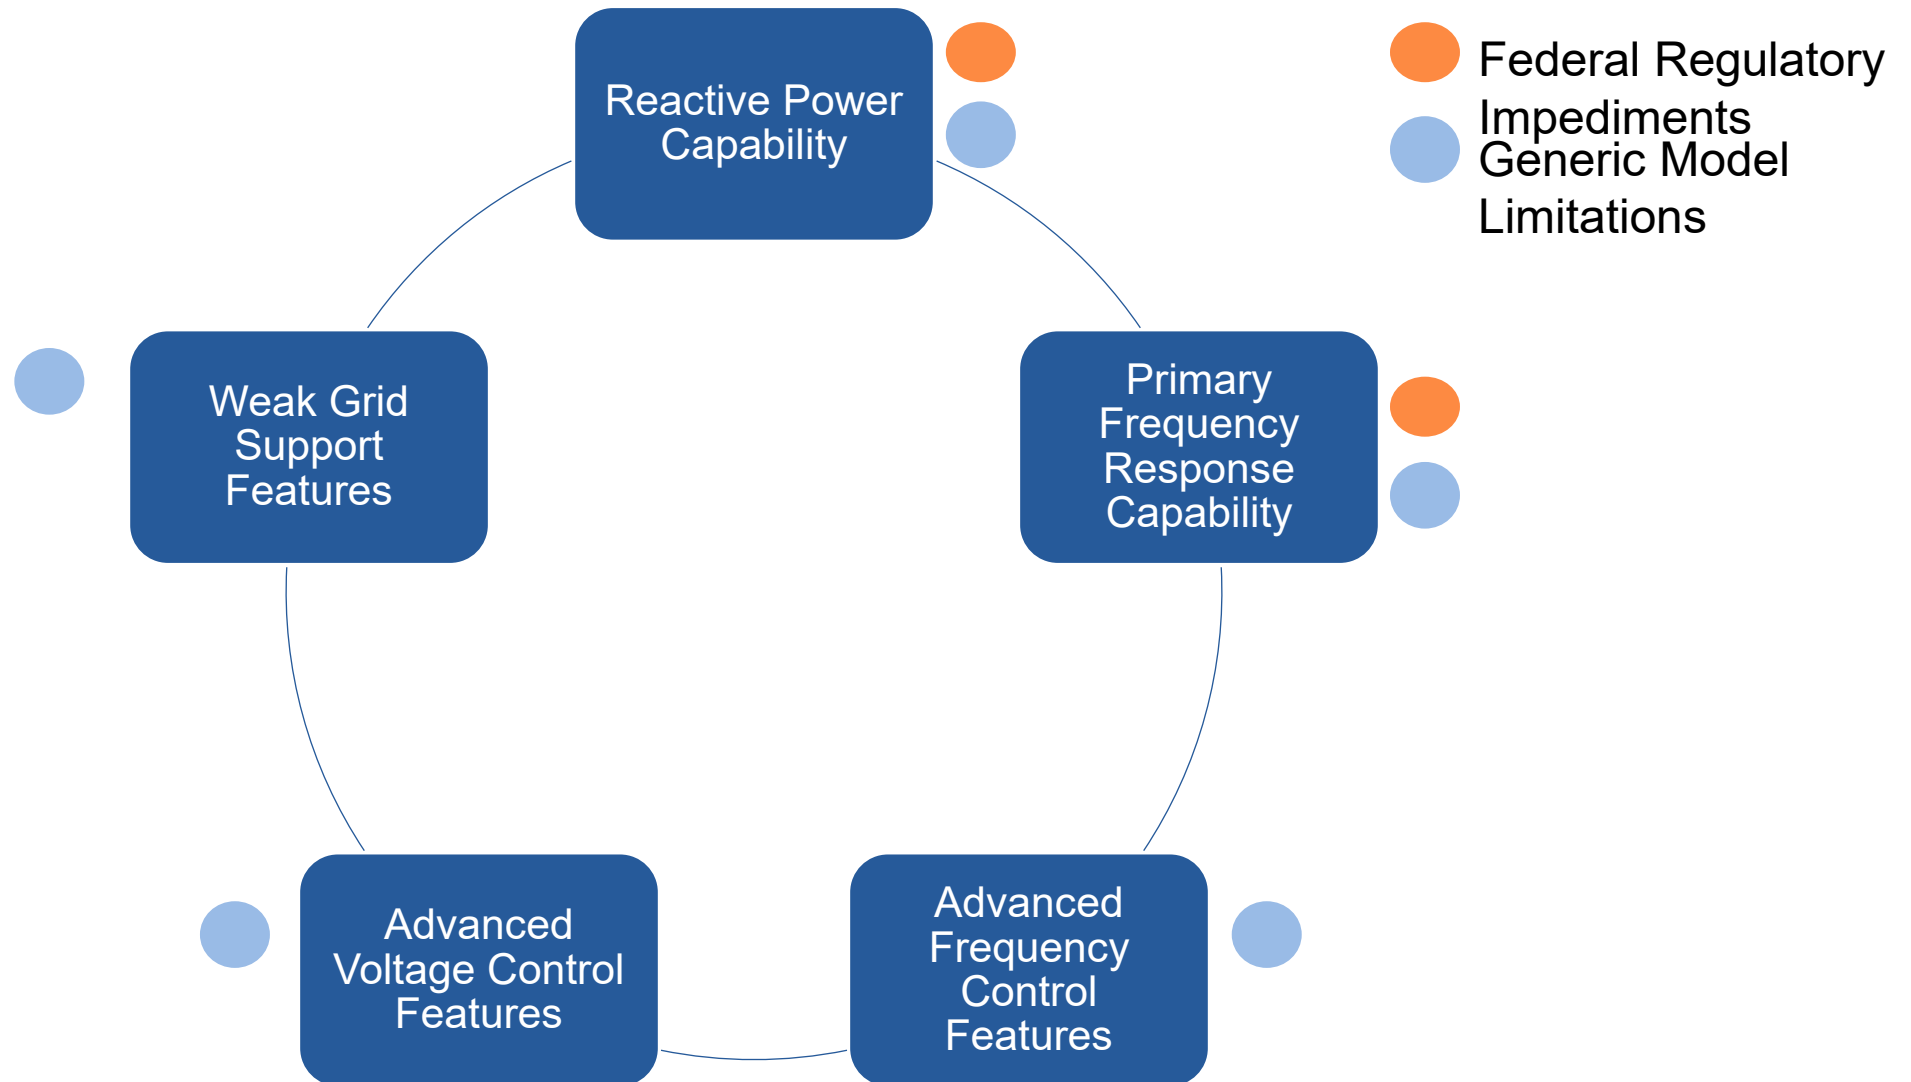 Reactive Power
Capability
Federal Regulatory
Impediments
Generic Model
Limitations
Weak Grid
Support
Features
Primary
Frequency
Response
Capability
Advanced
Voltage Control
Features
Advanced
Frequency
Control
Features